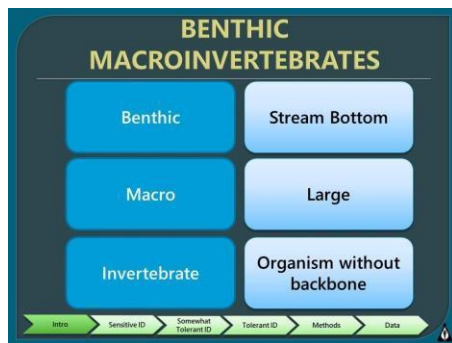 BENTHIC
MACROINVERTEBRATES
Benthic
Stream Bottom
Macro
Large
Invertebrate
Organism without
backbone
Intro
Sensitive ID
Somewhat
Tolerant ID
Tolerant ID
Methods
Data